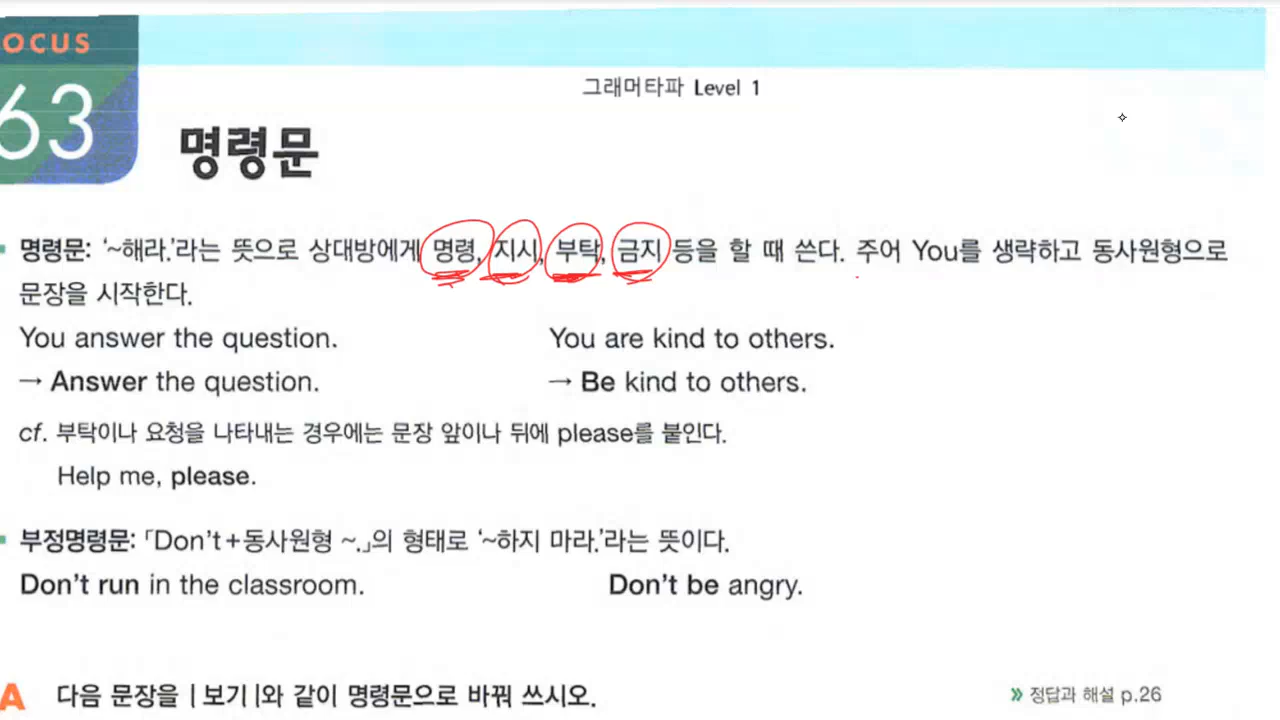 OCUS
63
그래머타파 Level 1
명령문
명령문: ‘~해라.’라는 뜻으로 상대방에게 명령, 지시, 부탁, 금지 등을 할 때 쓴다. 주어 You를 생략하고 동사원형으로
문장을 시작한다.
You answer the question. You are kind to others.
→ Answer the question. → Be kind to others.
cf. 부탁이나 요청을 나타내는 경우에는 문장 앞이나 뒤에 please를 붙인다.
Help me, please.
부정명령문: 「Don’t+동사원형 ~.」의 형태로 ‘~하지 마라.’라는 뜻이다.
Don’t run in the classroom. Don’t be angry.
A 다음 문장을 | 보기 |와 같이 명령문으로 바꿔 쓰시오. » 정답과 해설 p.26